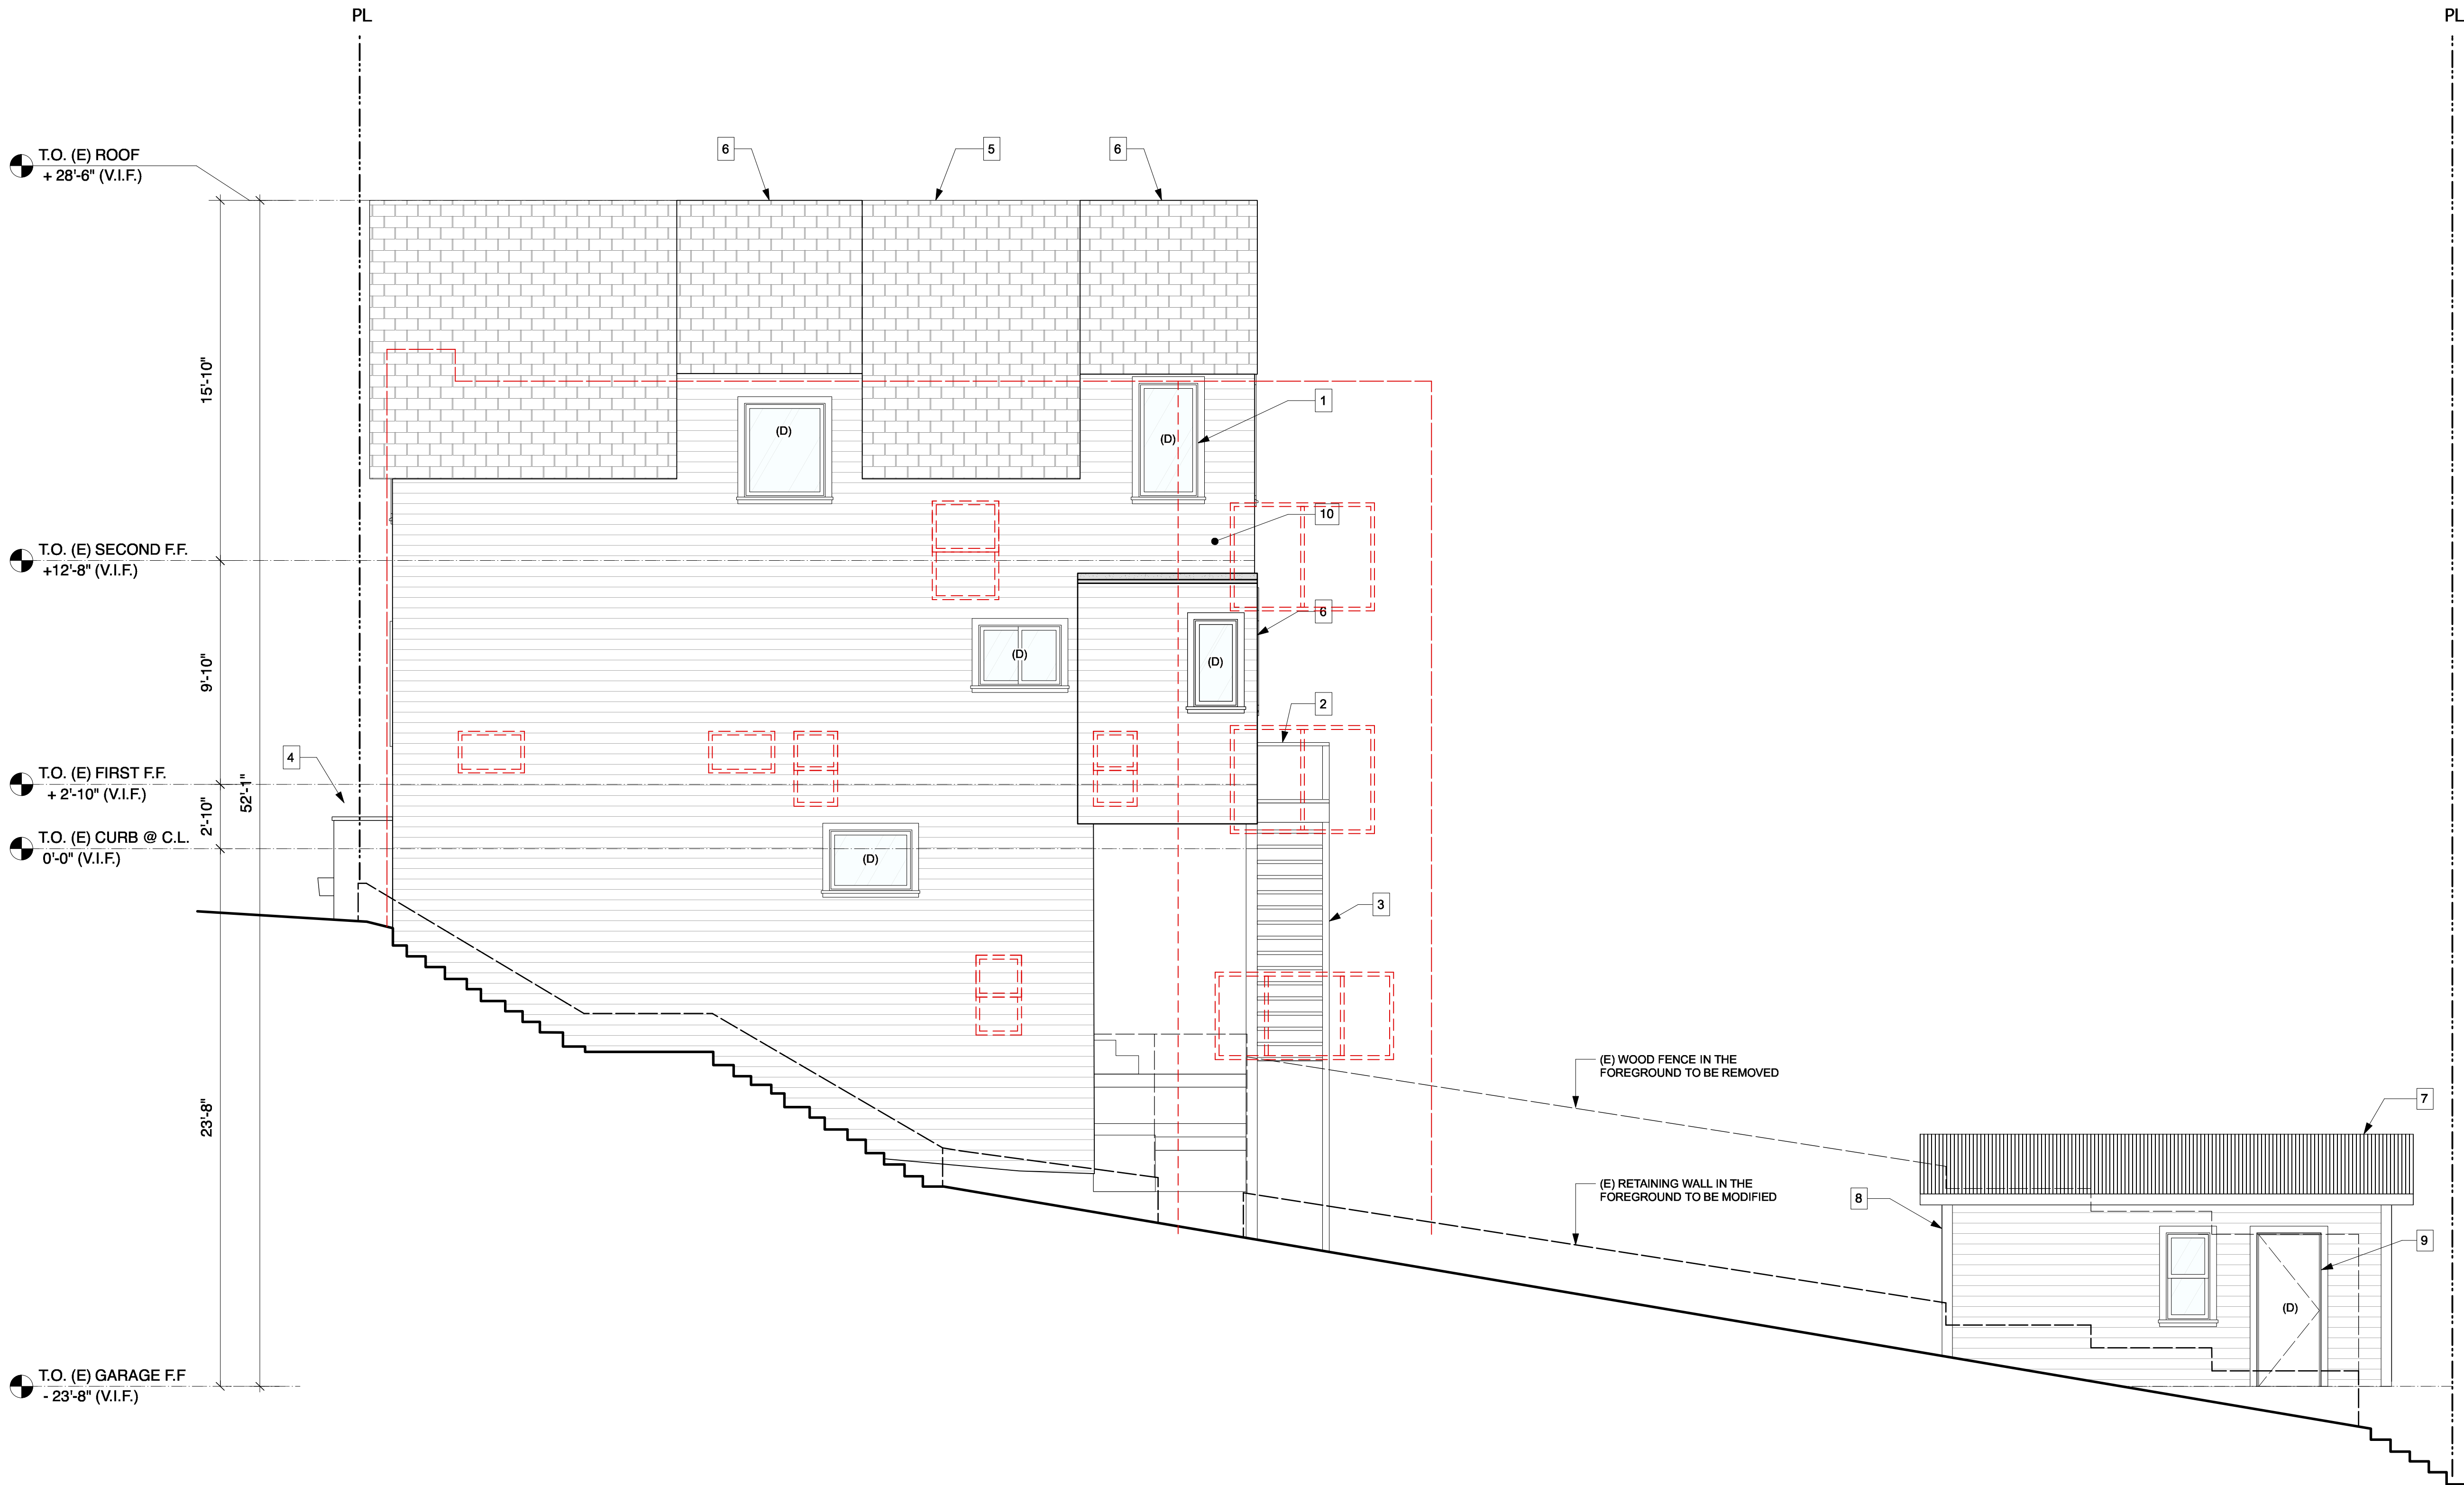 PL
PL
T.O. (E) ROOF
+ 28'-6" (V.I.F.)
6
5
6
15'-10"
1
(D)
(D)
10
T.O. (E) SECOND F.F.
+12'-8" (V.I.F.)
6
(D)
(D)
9'-10"
2
4
T.O. (E) FIRST F.F.
+ 2'-10" (V.I.F.)
52'-1"
2'-10"
T.O. (E) CURB @ C.L.
0'-0" (V.I.F.)
(D)
3
(E) WOOD FENCE IN THE
FOREGROUND TO BE REMOVED
7
23'-8"
(E) RETAINING WALL IN THE
FOREGROUND TO BE MODIFIED
8
9
(D)
T.O. (E) GARAGE F.F
- 23'-8" (V.I.F.)